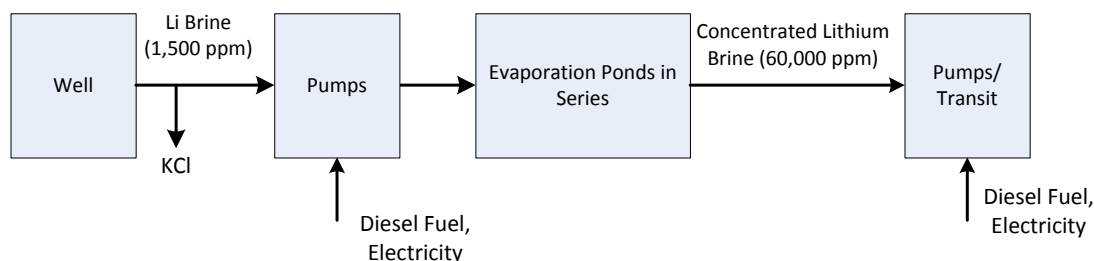 Well
Li Brine
(1,500 ppm)
KCl
Pumps
Diesel Fuel,
Electricity
Evaporation Ponds in
Series
Concentrated Lithium
Brine (60,000 ppm)
Pumps/
Transit
Diesel Fuel,
Electricity